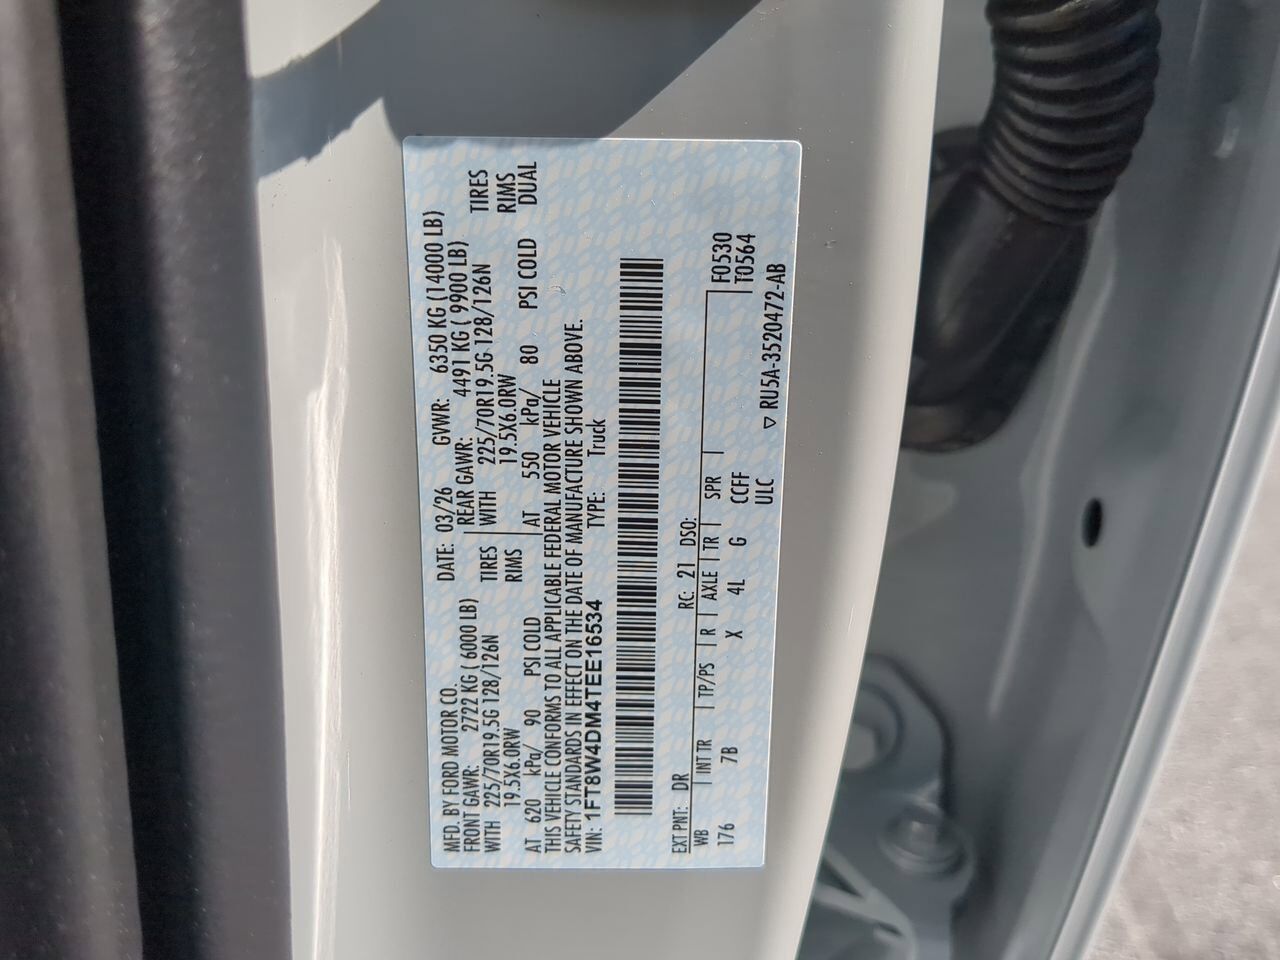 MFD. BY FORD MOTOR CO.
DATE: 03/26 GVWR: 6350 KG (14000 LB)
FRONT GAWR: 2722 KG ( 6000 LB)
REAR GAWR: 4491 KG ( 9900 LB)
WITH 225/70R19.5G 128/126N TIRES
WITH 225/70R19.5G 128/126N TIRES
19.5X6.0RW RIMS
19.5X6.0RW RIMS
AT 620 kPa/ 90 PSI COLD
AT 550 kPa/ 80 PSI COLD DUAL
THIS VEHICLE CONFORMS TO ALL APPLICABLE FEDERAL MOTOR VEHICLE
SAFETY STANDARDS IN EFFECT ON THE DATE OF MANUFACTURE SHOWN ABOVE.
VIN: 1FT8W4DM4TEE16534 TYPE: Truck
EXT PNT: DR RC: 21 DSO:
WB INT TR TP/PS R AXLE TR SPR F0530
176 7B X 4L G CCFF T0564
ULC
▽ RU5A-3520472-AB